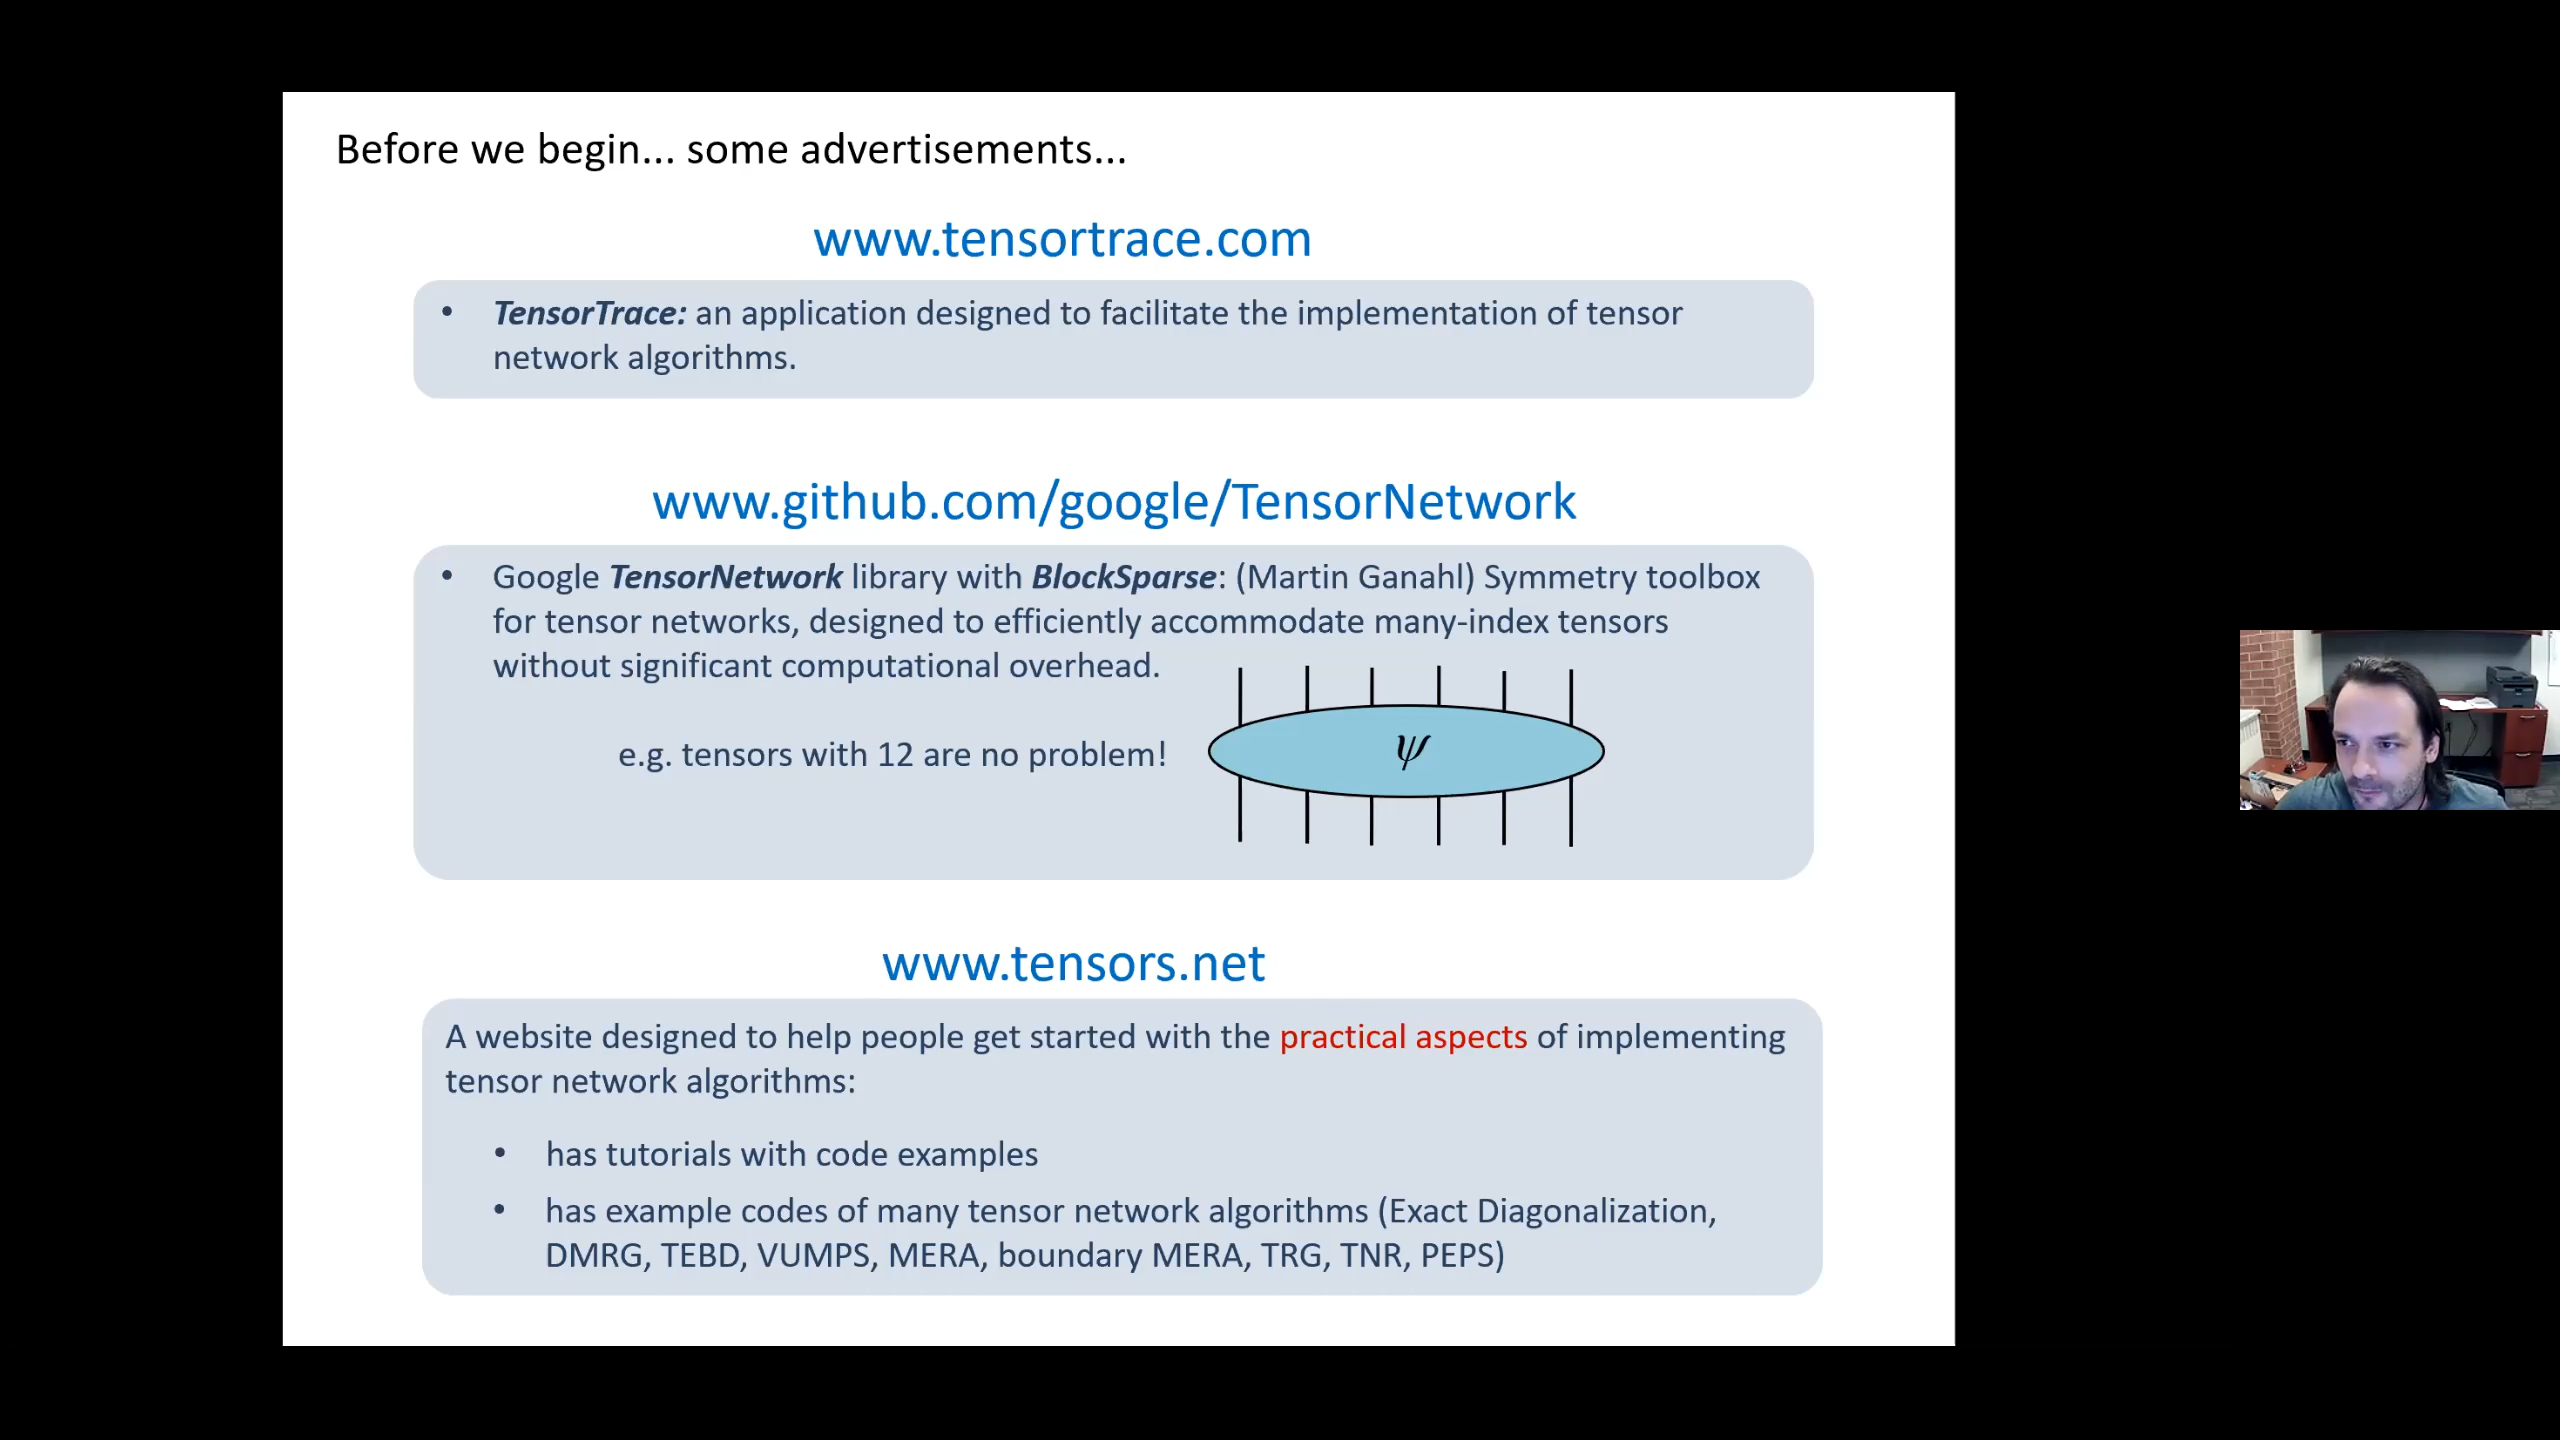 Before we begin... some advertisements...
www.tensortrace.com
• TensorTrace: an application designed to facilitate the implementation of tensor
network algorithms.
www.github.com/google/TensorNetwork
• Google TensorNetwork library with BlockSparse: (Martin Ganahl) Symmetry toolbox
for tensor networks, designed to efficiently accommodate many-index tensors
without significant computational overhead.
e.g. tensors with 12 are no problem!
ψ
www.tensors.net
A website designed to help people get started with the practical aspects of implementing
tensor network algorithms:
• has tutorials with code examples
• has example codes of many tensor network algorithms (Exact Diagonalization,
DMRG, TEBD, VUMPS, MERA, boundary MERA, TRG, TNR, PEPS)